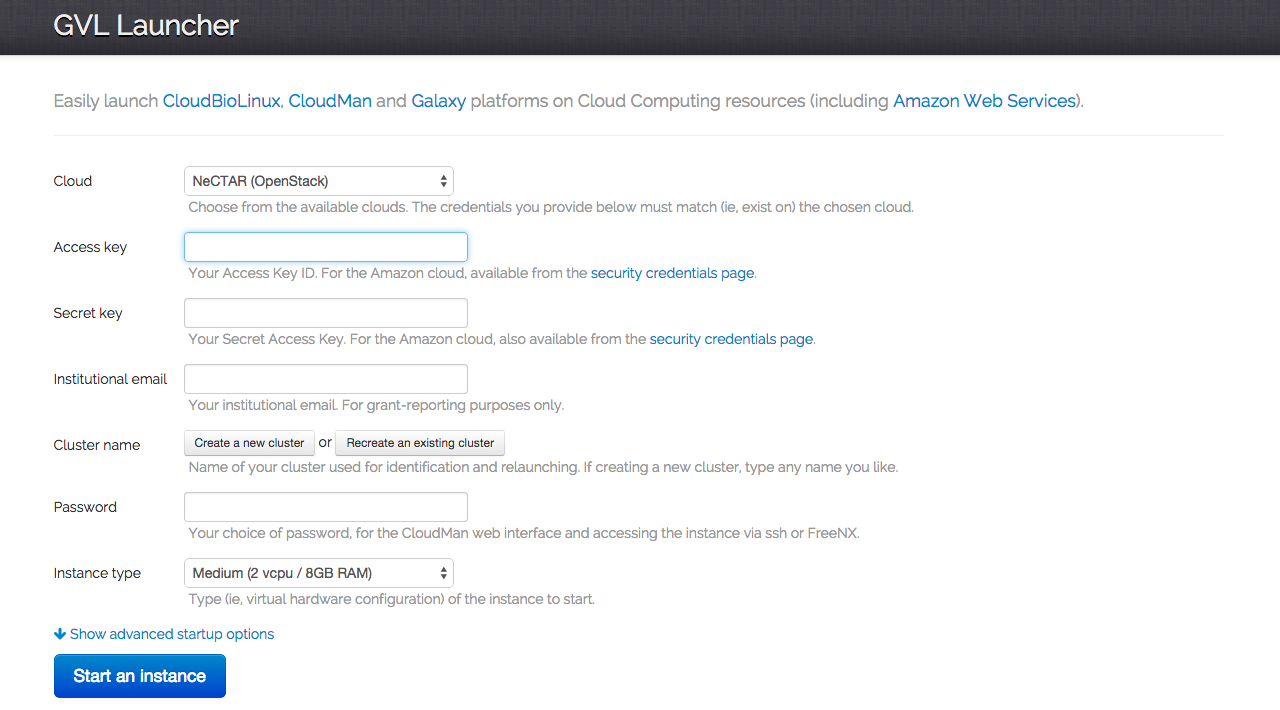 GVL Launcher
Easily launch CloudBioLinux, CloudMan and Galaxy platforms on Cloud Computing resources (including Amazon Web Services).
Cloud NeCTAR (OpenStack)
Choose from the available clouds. The credentials you provide below must match (ie, exist on) the chosen cloud.
Access key
Your Access Key ID. For the Amazon cloud, available from the security credentials page.
Secret key
Your Secret Access Key. For the Amazon cloud, also available from the security credentials page.
Institutional email
Your institutional email. For grant-reporting purposes only.
Cluster name Create a new cluster or Recreate an existing cluster
Name of your cluster used for identification and relaunching. If creating a new cluster, type any name you like.
Password
Your choice of password, for the CloudMan web interface and accessing the instance via ssh or FreeNX.
Instance type Medium (2 vcpu / 8GB RAM)
Type (ie, virtual hardware configuration) of the instance to start.
Show advanced startup options
Start an instance